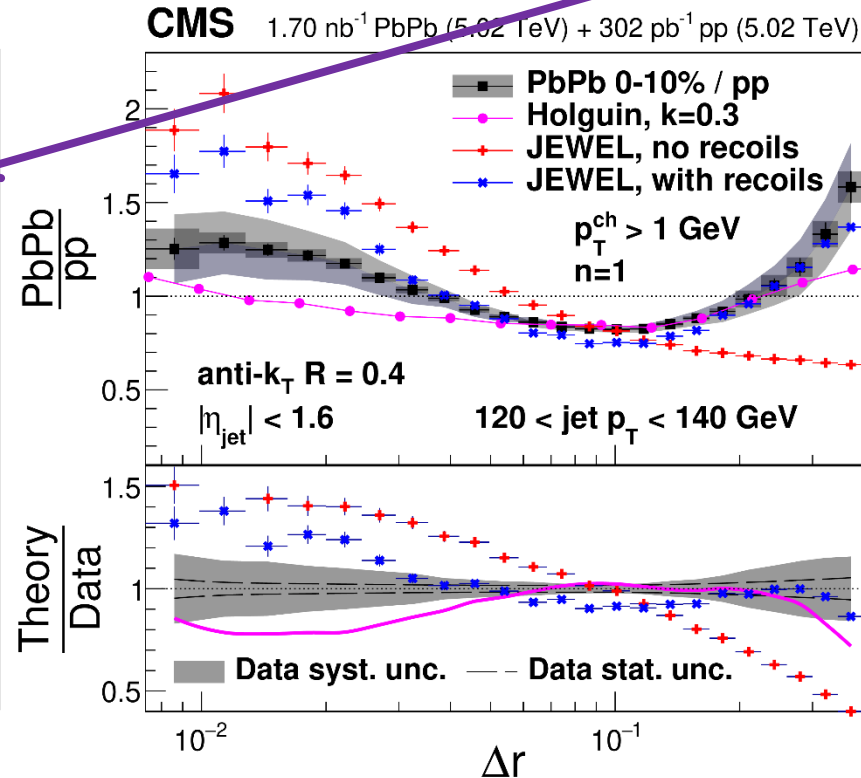 CMS 1.70 nb⁻¹ PbPb (5.02 TeV) + 302 pb⁻¹ pp (5.02 TeV)
PbPb 0-10% / pp
Holguin, k=0.3
JEWEL, no recoils
JEWEL, with recoils
p_T^ch > 1 GeV
n=1
PbPb
pp
2
1.5
1
0.5
anti-k_T R = 0.4
|η_jet| < 1.6 120 < jet p_T < 140 GeV
Theory
Data
1.5
1
0.5
Data syst. unc. Data stat. unc.
10⁻² 10⁻¹
Δr